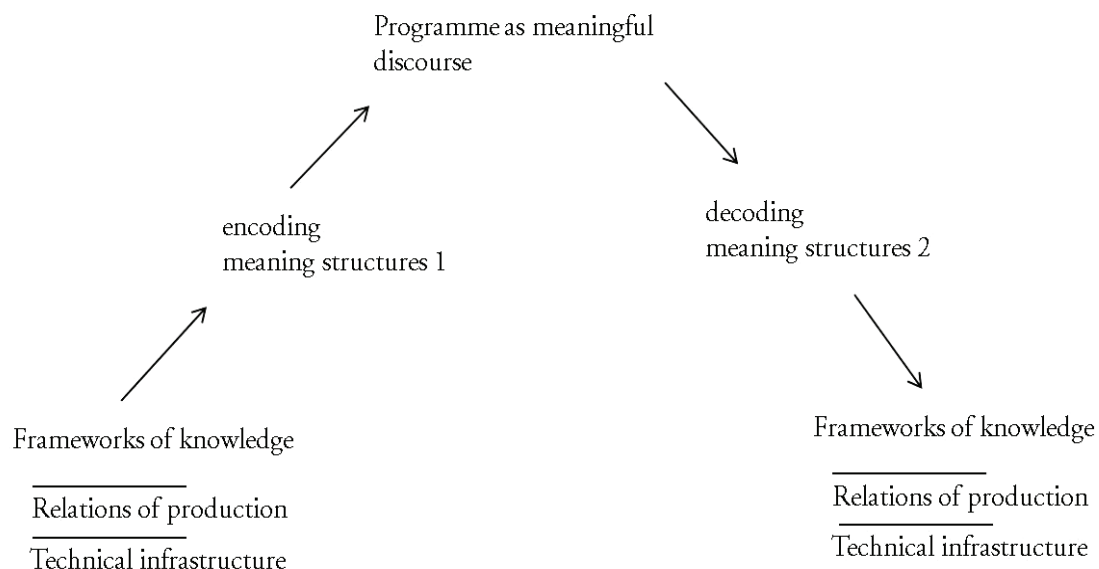 Programme as meaningful
discourse
encoding
meaning structures 1
decoding
meaning structures 2
Frameworks of knowledge
Relations of production
Technical infrastructure
Frameworks of knowledge
Relations of production
Technical infrastructure